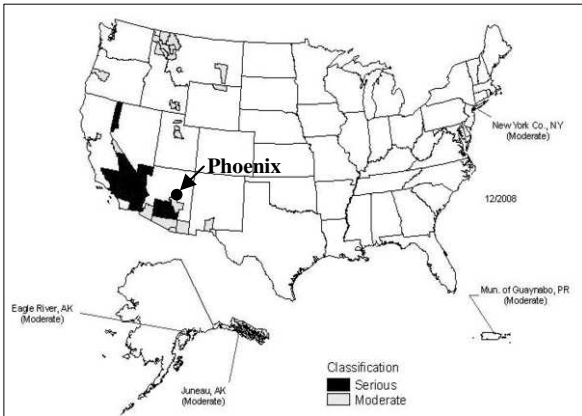 New York Co., NY
(Moderate)
Phoenix
12/2008
Mun. of Guaynabo, PR
(Moderate)
Eagle River, AK
(Moderate)
Juneau, AK
(Moderate)
Classification
Serious
Moderate